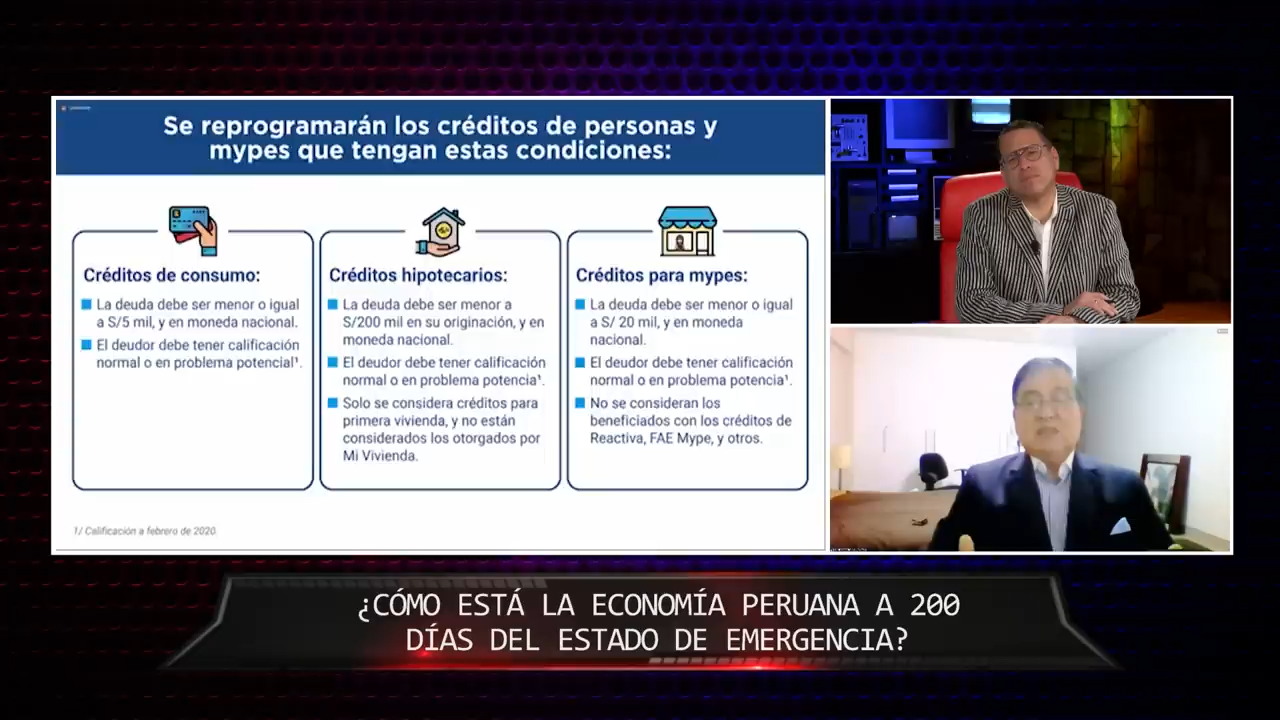 Se reprogramarán los créditos de personas y
mypes que tengan estas condiciones:
Créditos de consumo:
La deuda debe ser menor o igual
a S/5 mil, y en moneda nacional.
El deudor debe tener calificación
normal o en problema potencial¹.
Créditos hipotecarios:
La deuda debe ser menor a
S/200 mil en su originación, y en
moneda nacional.
El deudor debe tener calificación
normal o en problema potencia¹.
Solo se considera créditos para
primera vivienda, y no están
considerados los otorgados por
Mi Vivienda.
Créditos para mypes:
La deuda debe ser menor o igual
a S/ 20 mil, y en moneda
nacional.
El deudor debe tener calificación
normal o en problema potencia¹.
No se consideran los
beneficiados con los créditos de
Reactiva, FAE Mype, y otros.
1/ Calificación a febrero de 2020.
¿CÓMO ESTÁ LA ECONOMÍA PERUANA A 200
DÍAS DEL ESTADO DE EMERGENCIA?